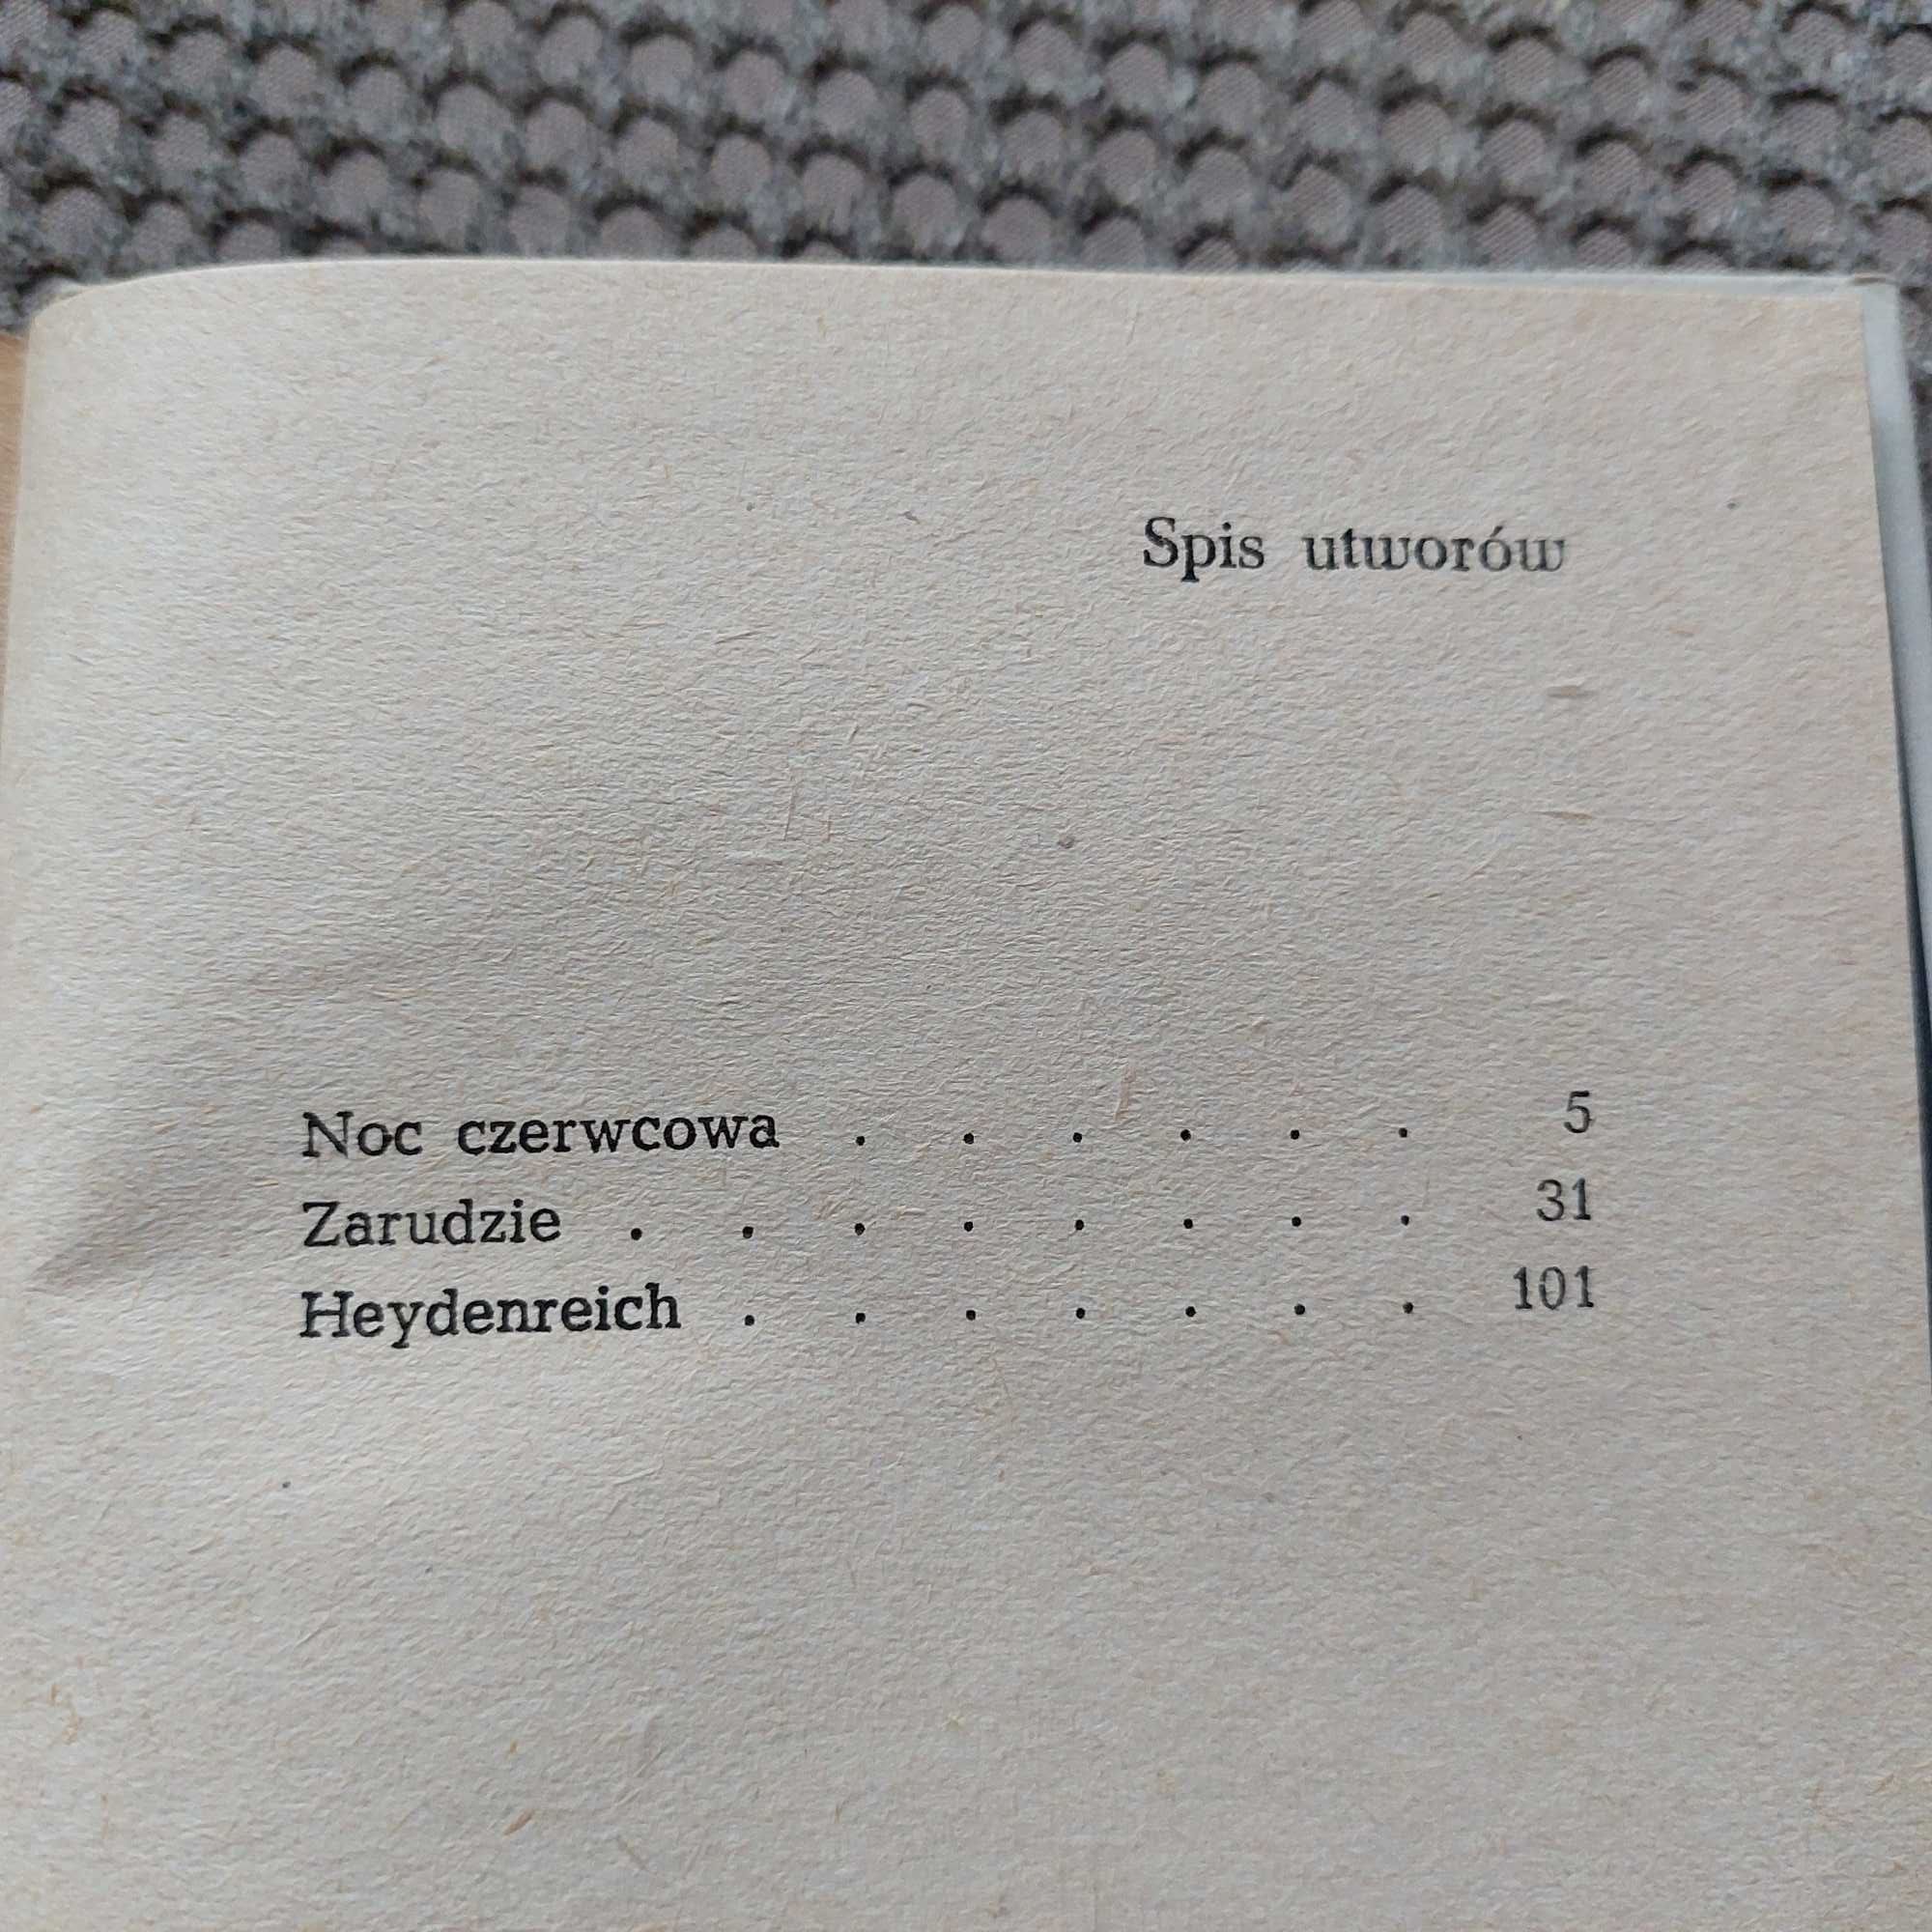 Spis utworów
Noc czerwcowa . . . . . . 5
Zarudzie . . . . . . . . 31
Heydenreich . . . . . . . 101